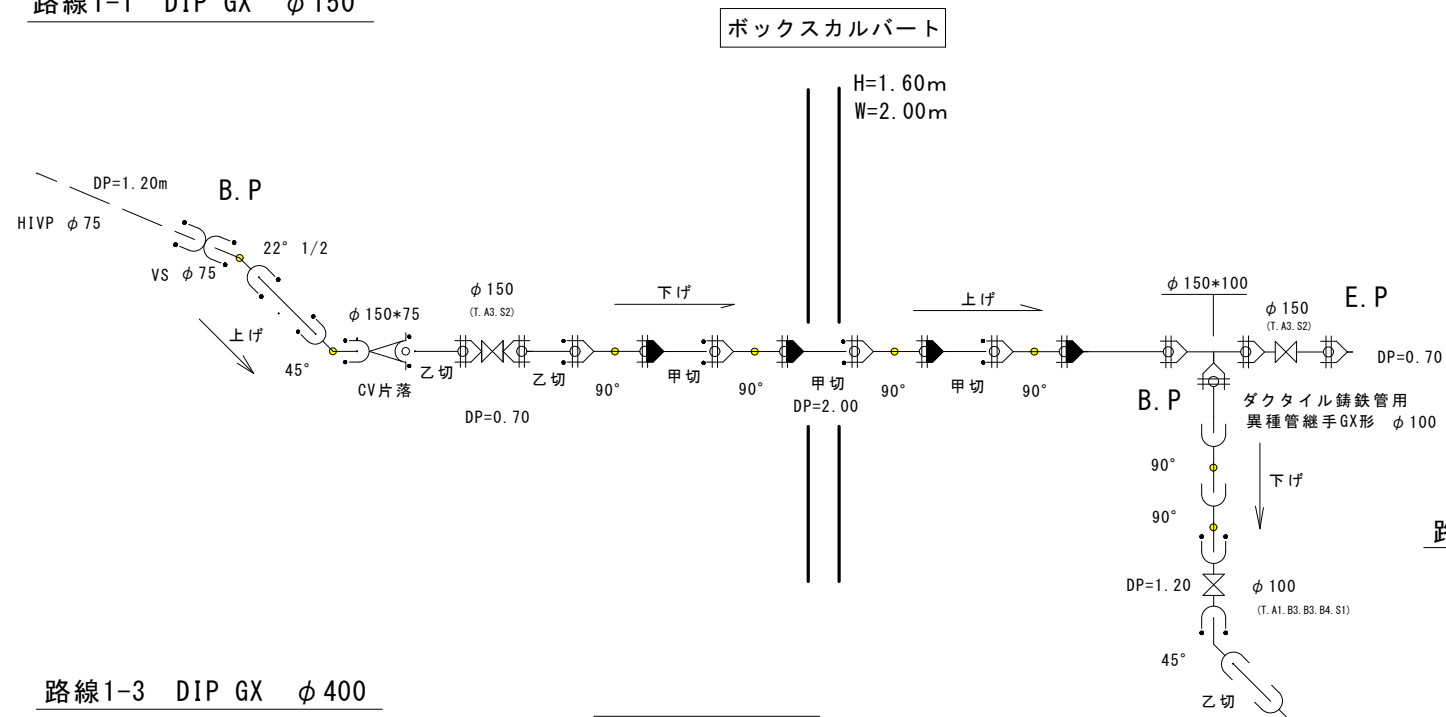 路線1-1 DIP GX φ150
ボックスカルバート
H=1.60m
W=2.00m
DP=1.20m
B.P
HIVP φ75
22° 1/2
VS φ75
上げ
45°
φ150*75
CV片落
乙切
φ150
(T.A3.S2)
乙切
DP=0.70
下げ
90°
甲切
90°
甲切
DP=2.00
90°
上げ
甲切
90°
φ150*100
φ150
(T.A3.S2)
E.P
DP=0.70
B.P
ダクタイル鋳鉄管用
異種管継手GX形 φ100
90°
下げ
90°
DP=1.20
φ100
(T.A1.B3.B3.B4.S1)
45°
乙切
路線1-3 DIP GX φ400